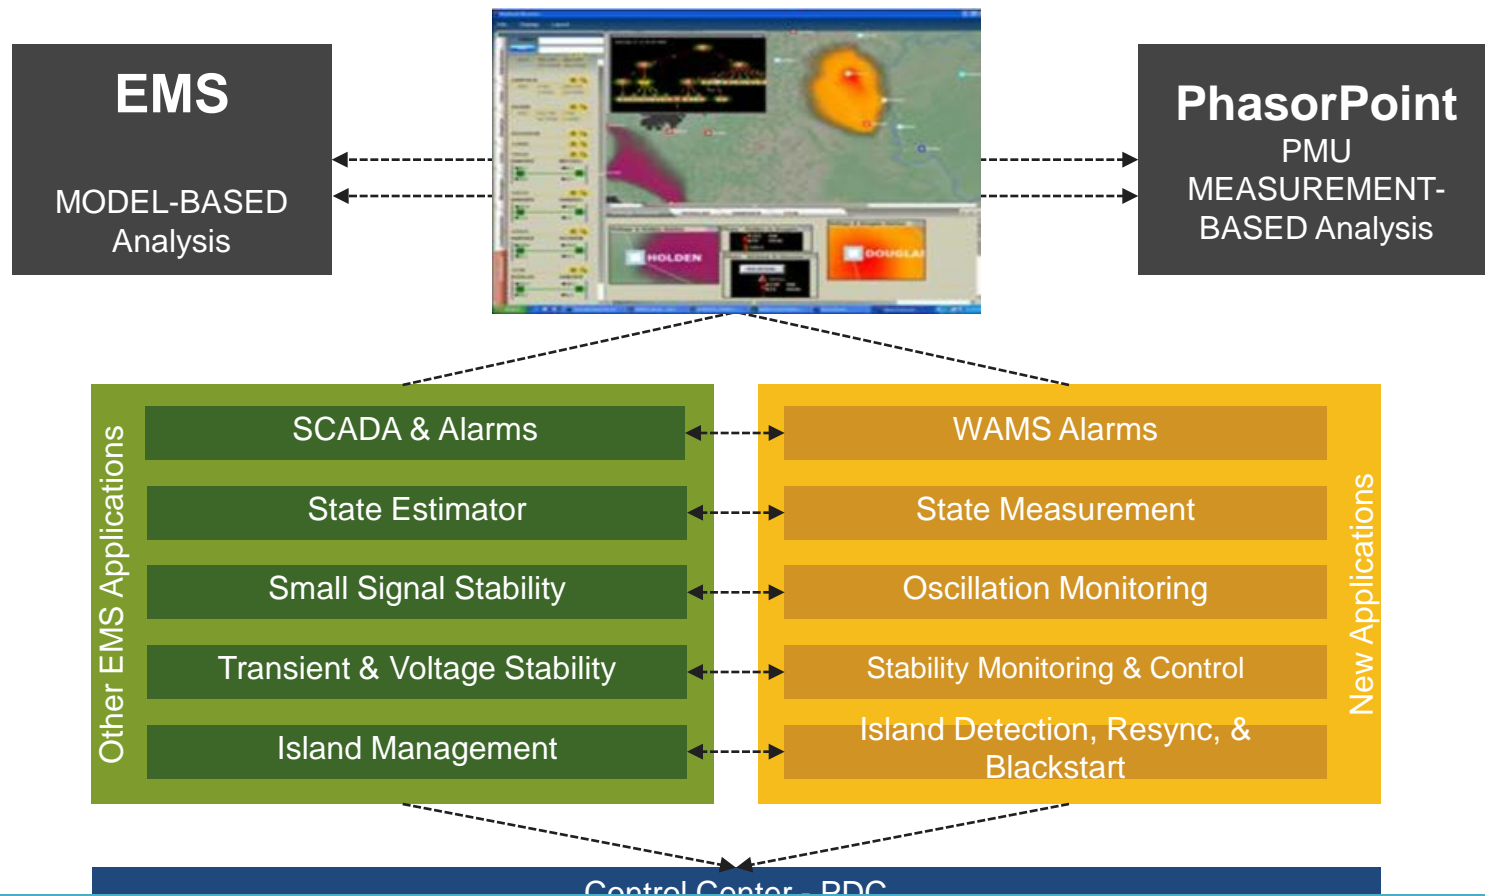 EMS
MODEL-BASED
Analysis
HOLDEN
DOUGLA
PhasorPoint
PMU
MEASUREMENT-
BASED Analysis
Other EMS Applications
SCADA & Alarms
State Estimator
Small Signal Stability
Transient & Voltage Stability
Island Management
WAMS Alarms
State Measurement
Oscillation Monitoring
Stability Monitoring & Control
Island Detection, Resync, &
Blackstart
New Applications
Control Center - PDC